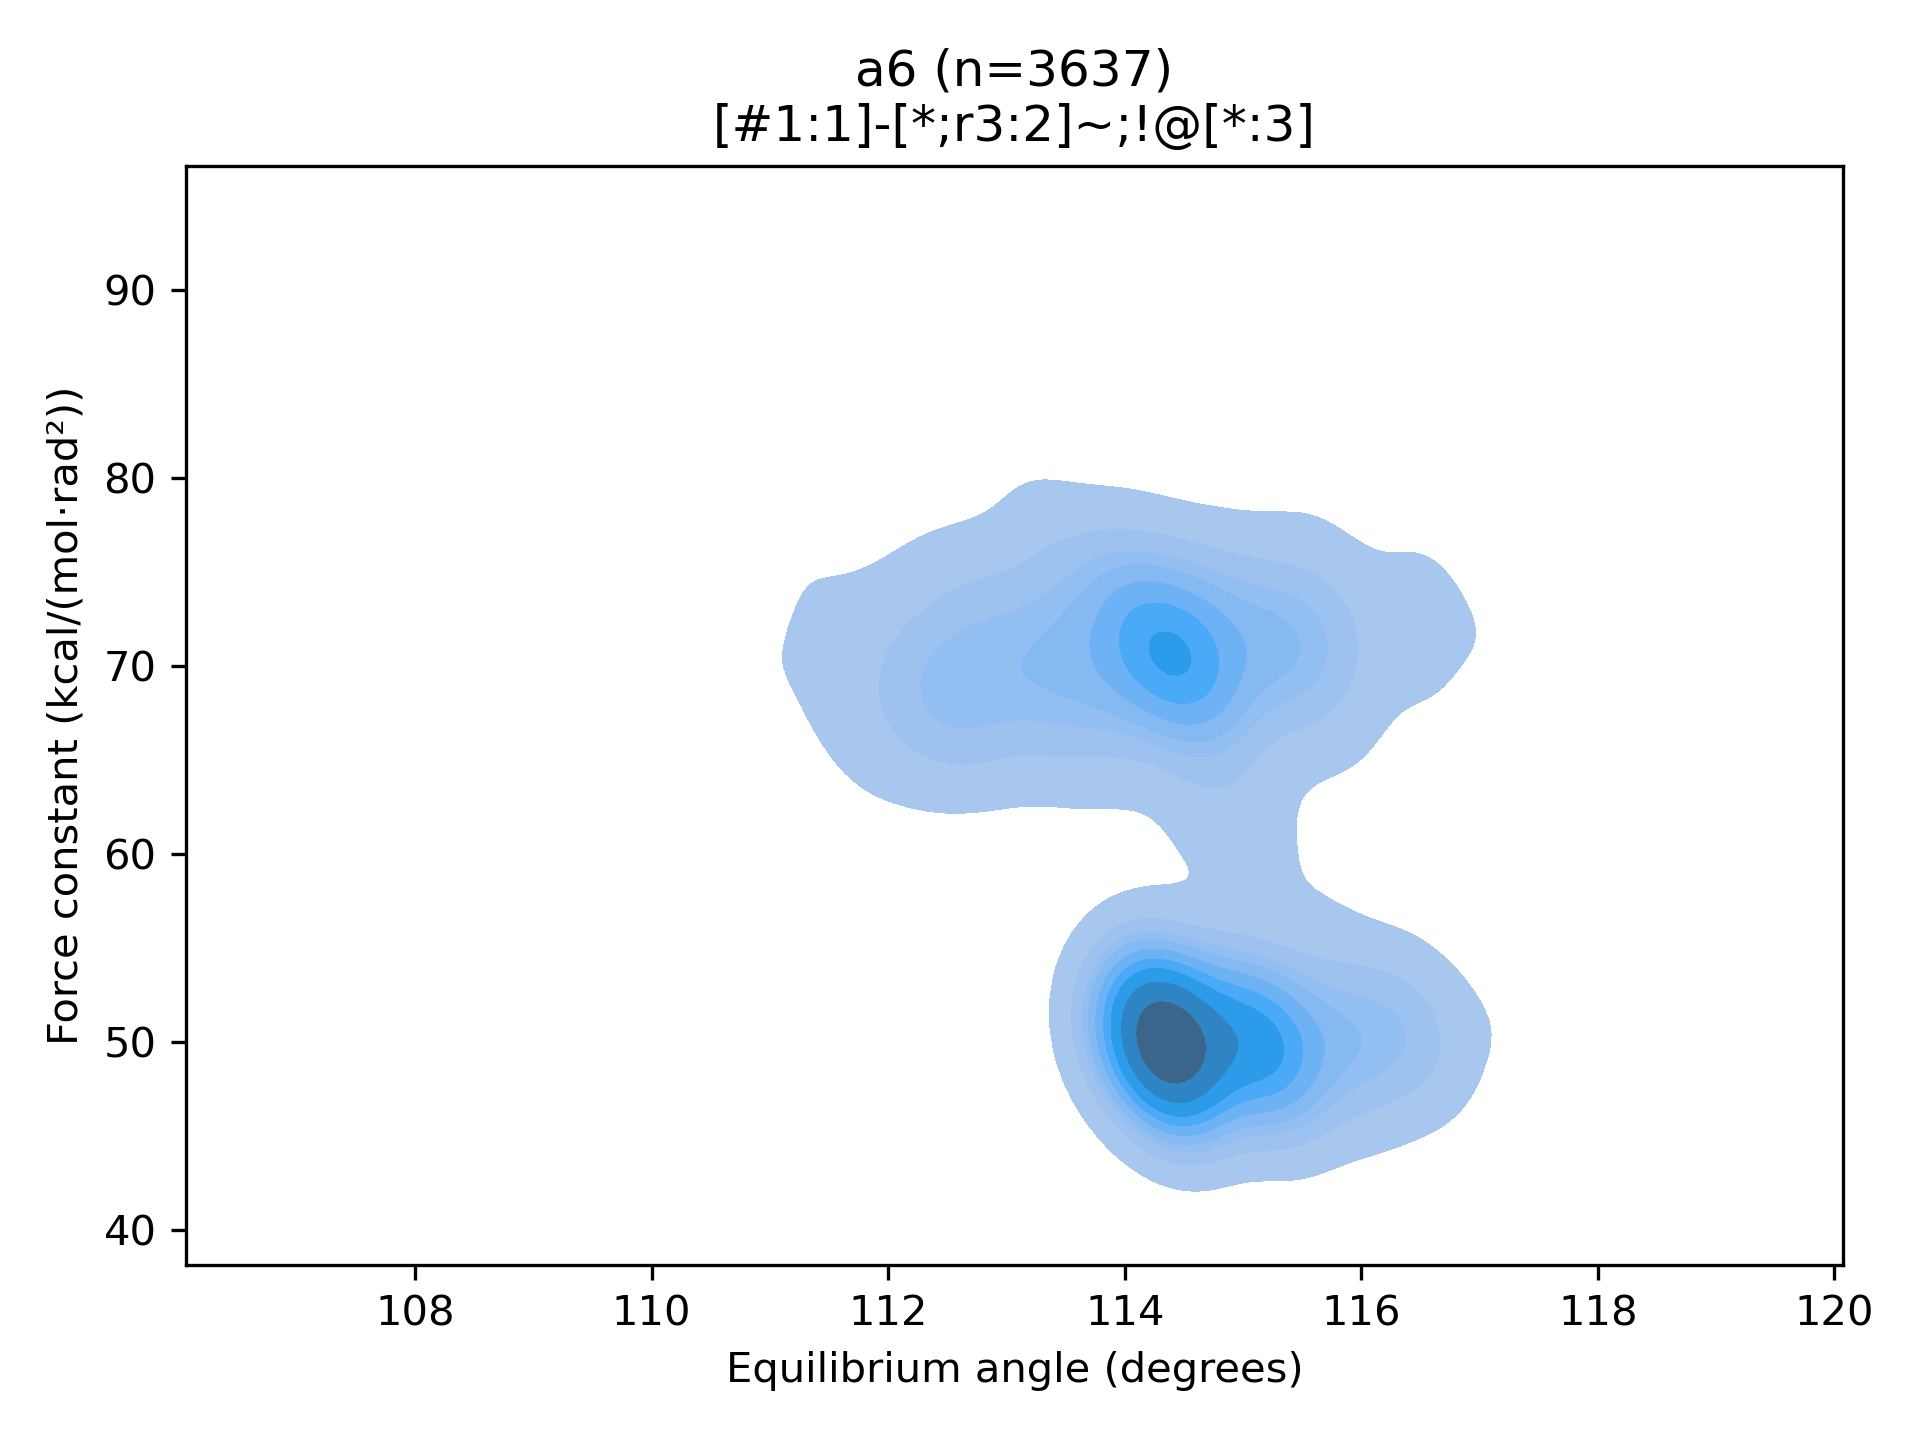 a6 (n=3637)
[#1:1]-[*;r3:2]~;!@[*:3]
Force constant (kcal/(mol·rad²))
90
80
70
60
50
40
108 110 112 114 116 118 120
Equilibrium angle (degrees)